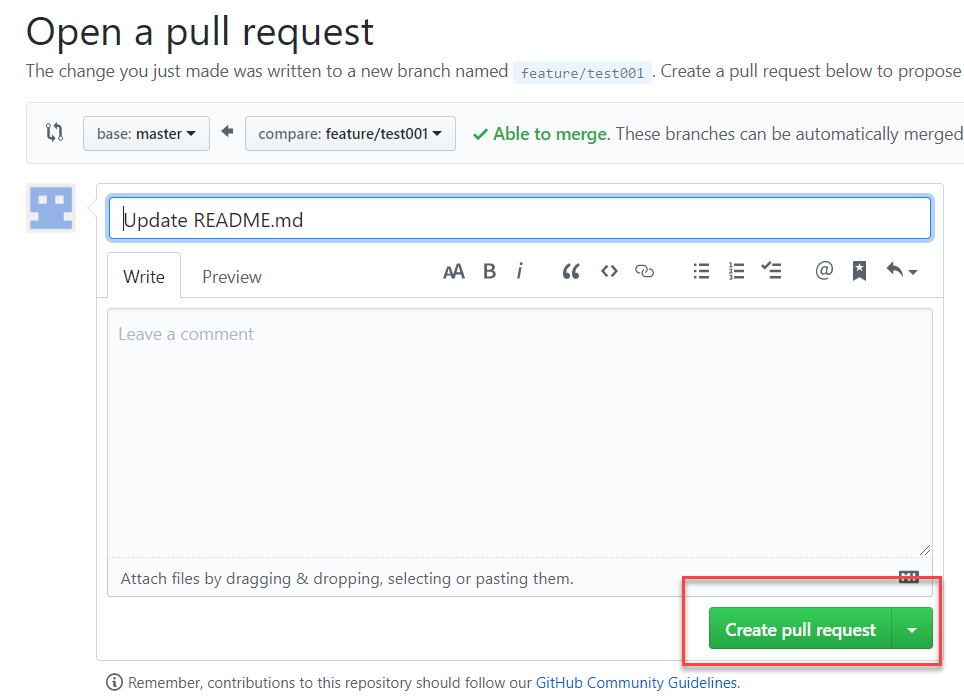 Open a pull request
The change you just made was written to a new branch named feature/test001. Create a pull request below to propose
base: master compare: feature/test001 Able to merge. These branches can be automatically merged
Update README.md
Write Preview AA B i @
Leave a comment
Attach files by dragging & dropping, selecting or pasting them.
Create pull request
Remember, contributions to this repository should follow our GitHub Community Guidelines.